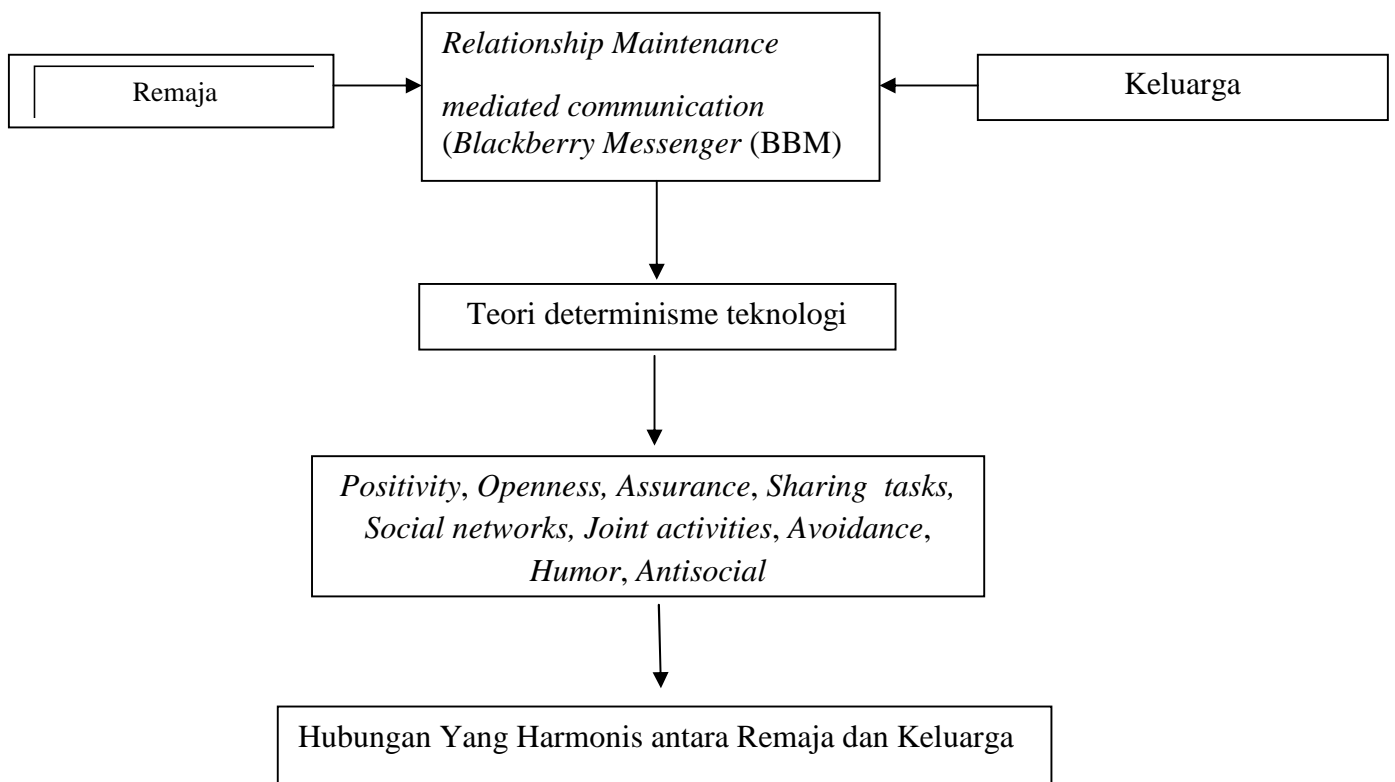 Relationship Maintenance
Remaja
Keluarga
mediated communication
(Blackberry Messenger (BBM)
Teori determinisme teknologi
Positivity, Openness, Assurance, Sharing tasks,
Social networks, Joint activities, Avoidance,
Humor, Antisocial
Hubungan Yang Harmonis antara Remaja dan Keluarga